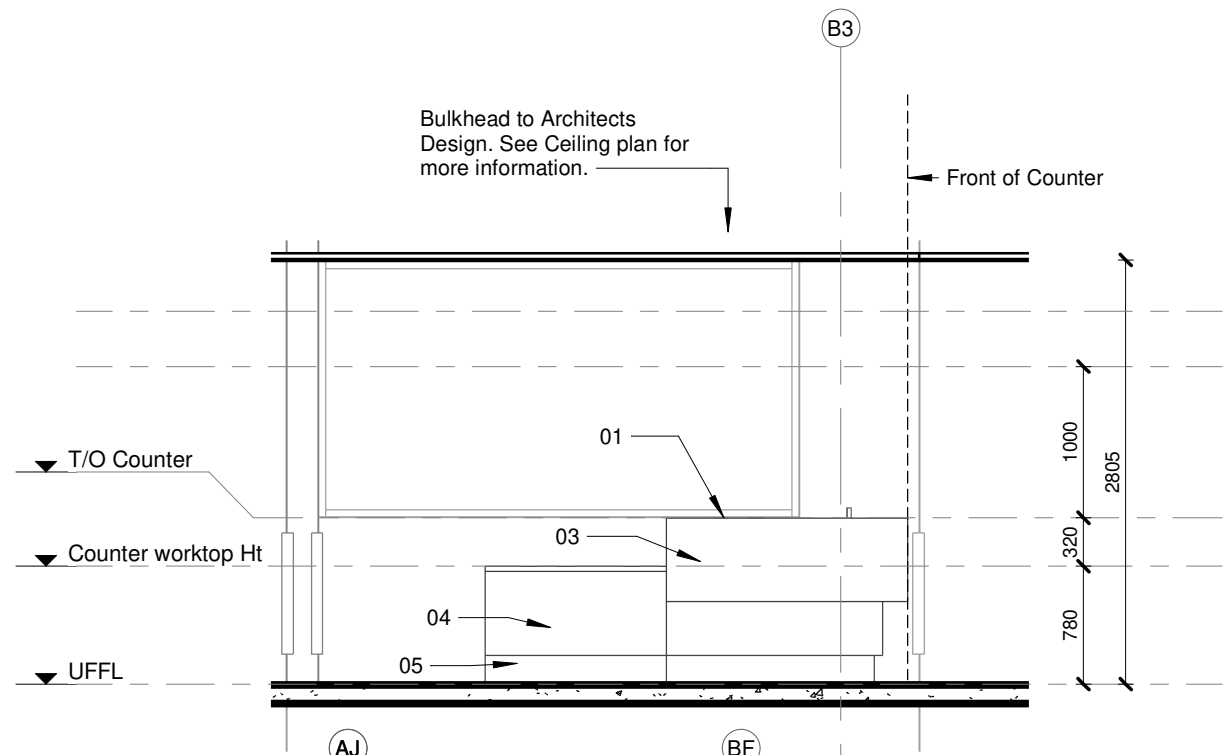 B3
Bulkhead to Architects
Design. See Ceiling plan for
more information.
Front of Counter
01
1000
2805
T/O Counter
03
320
Counter worktop Ht
04
780
05
UFFL
AJ
BF